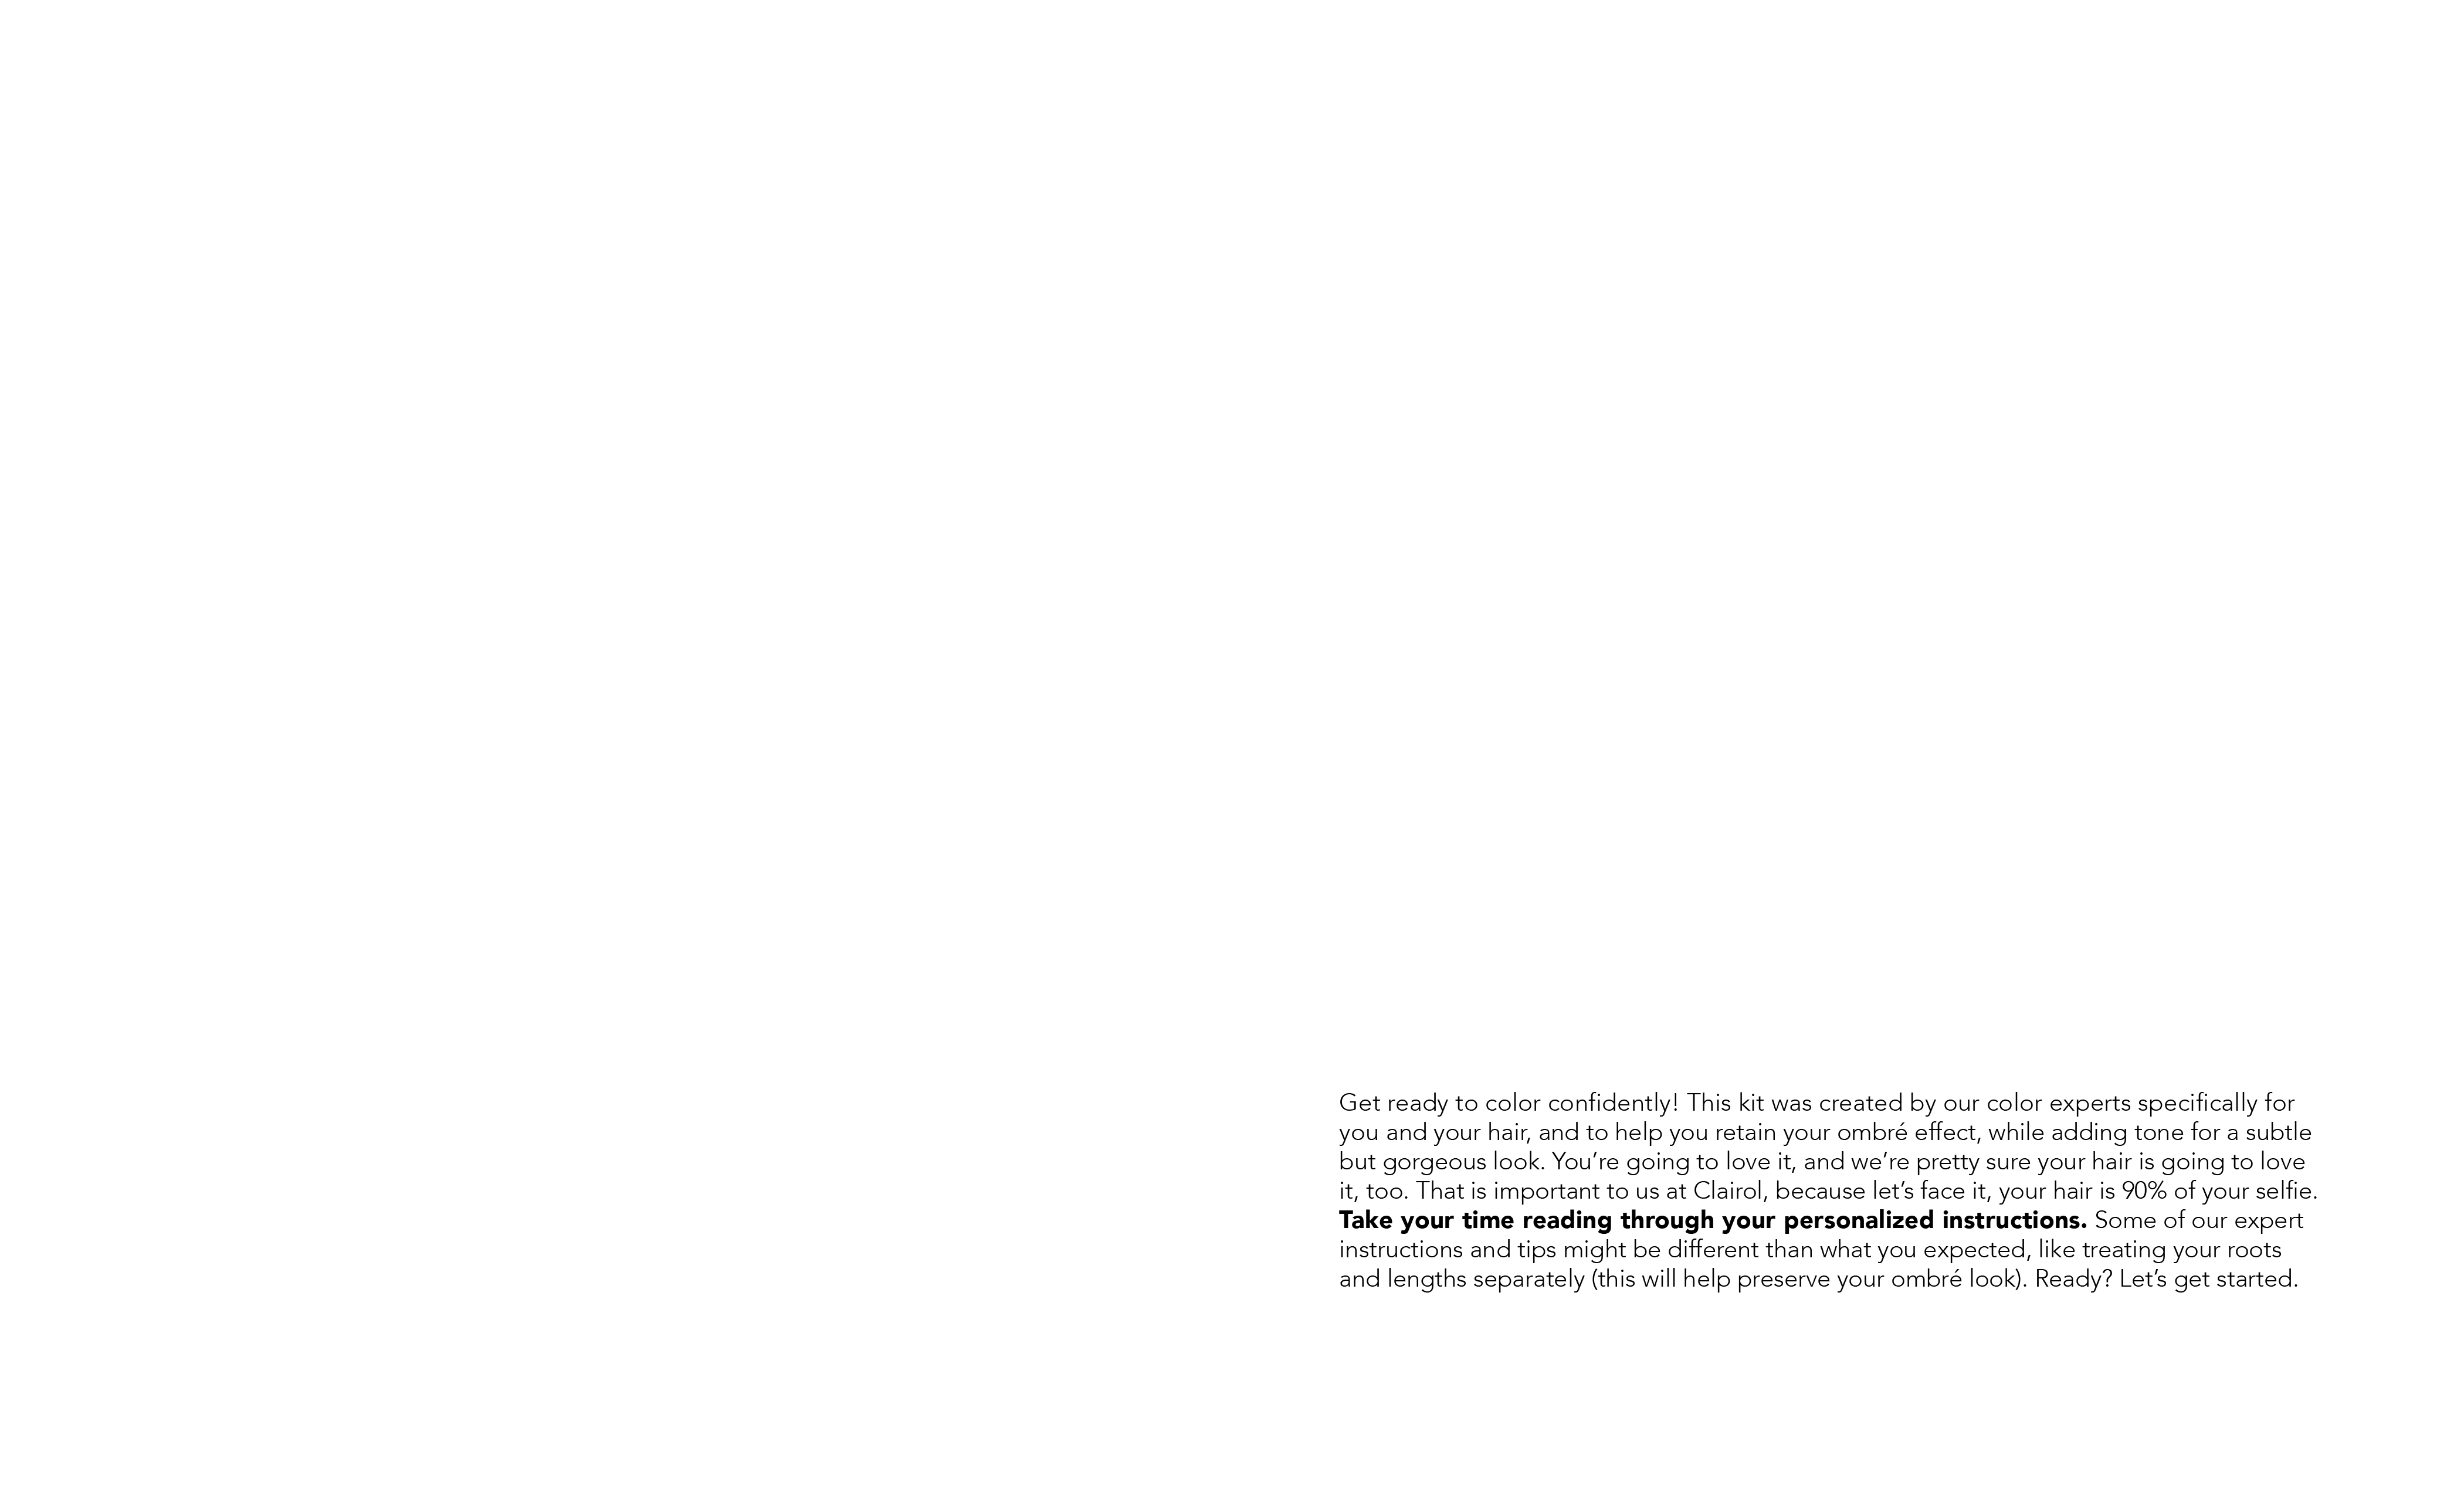 Get ready to color confidently! This kit was created by our color experts specifically for
you and your hair, and to help you retain your ombré effect, while adding tone for a subtle
but gorgeous look. You’re going to love it, and we’re pretty sure your hair is going to love
it, too. That is important to us at Clairol, because let’s face it, your hair is 90% of your selfie.
Take your time reading through your personalized instructions. Some of our expert
instructions and tips might be different than what you expected, like treating your roots
and lengths separately (this will help preserve your ombré look). Ready? Let’s get started.